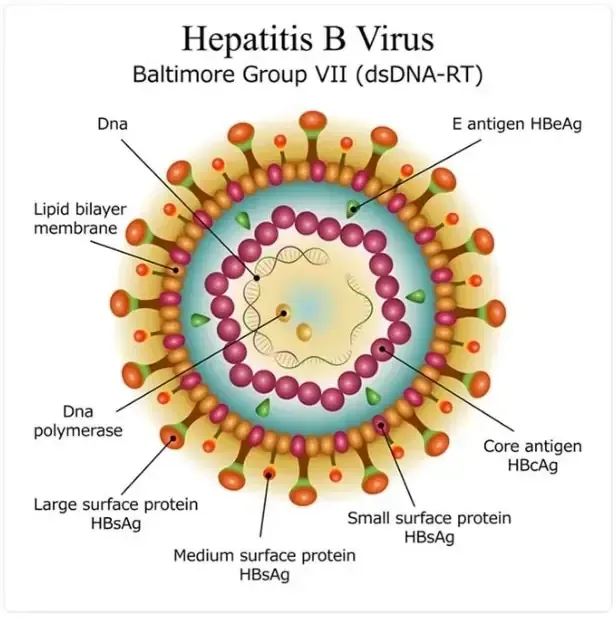 Hepatitis B Virus
Baltimore Group VII (dsDNA-RT)
Dna
E antigen HBeAg
Lipid bilayer
membrane
Dna
polymerase
Core antigen
HBcAg
Large surface protein
HBsAg
Small surface protein
HBsAg
Medium surface protein
HBsAg